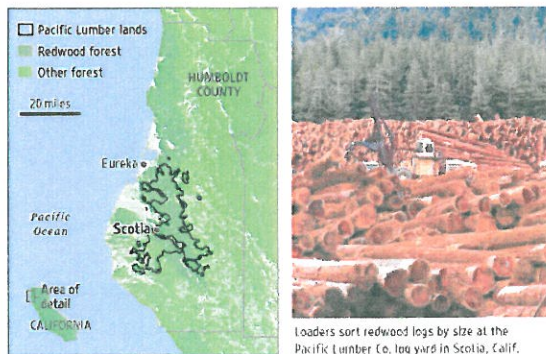 Pacific Lumber lands
Redwood forest
Other forest
20 miles
HUMBOLDT
COUNTY
Eureka
Pacific
Ocean
Scotia
Area of
detail
CALIFORNIA
Loaders sort redwood logs by size at the
Pacific Lumber Co. log yard in Scotia, Calif.